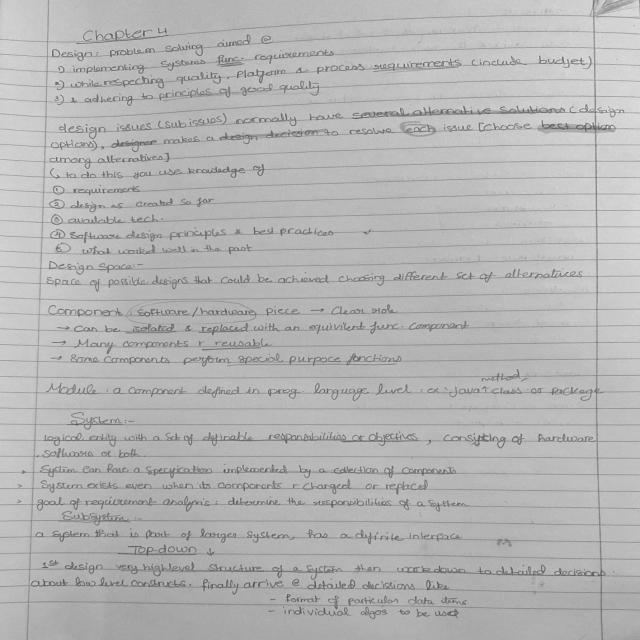 Chapter 4
Design: problem solving aimed @
1) implementing systems func. requirements
2) while respecting quality, Platform & process requirements (include budjet)
3) & adhering to principles of good quality
design issues (subissues) normally have several alternative solutions (design
options), designer makes a design decision to resolve each issue [choose best option
among alternatives]
↳ to do this you use knowledge of
① requirements
② design as created so far
③ available tech.
④ Software design principles & best practices
⑤ what worked well in the past
Design Space:-
Space of possible designs that could be achieved choosing different set of alternatives
Component: software/hardware piece → Clear role
→ Can be isolated & replaced with an equivilent func. component
→ Many components r reusable
→ Some components perform special purpose functions
method,
Module: a component defined in prog language level. ex: java class or package
System:-
logical entity with a set of definable responsibilities or objectives, consisting of hardware
software or both.
System can have a specification implemented by a collection of components
System exists even when its components r changed or replaced
goal of requirement analysis: determine the responsibilities of a system
SubSystem:-
a system that is part of larger system, has a definite interface
Top-down ↓
1st design very high level structure of a system then work down to detailed decisions
about low level constructs. finally arrive @ detailed decisions like
- format of particular data items
- individual algos to be used